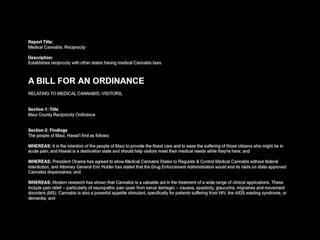 Report Title:
Medical Cannabis; Reciprocity
Description:
Establishes reciprocity with other states having medical Cannabis laws.
A BILL FOR AN ORDINANCE
RELATING TO MEDICAL CANNABIS; VISITORS;
Section 1: Title
Maui County Reciprocity Ordinance
Section 2: Findings
The people of Maui, Hawai'i find as follows:
WHEREAS: It is the intention of the people of Maui to provide the finest care and to ease the suffering of those citizens who might be in
acute pain; and Hawaii is a destination state and should help visitors meet their medical needs while they're here; and
WHEREAS: President Obama has agreed to allow Medical Cannabis States to Regulate & Control Medical Cannabis without federal
interdiction, and Attorney General Eric Holder has stated that the Drug Enforcement Administration would end its raids on state-approved
Cannabis dispensaries; and
WHEREAS: Modern research has shown that Cannabis is a valuable aid in the treatment of a wide range of clinical applications. These
include pain relief – particularly of neuropathic pain (pain from nerve damage) – nausea, spasticity, glaucoma, migraines and movement
disorders (MS). Cannabis is also a powerful appetite stimulant, specifically for patients suffering from HIV, the AIDS wasting syndrome, or
dementia; and